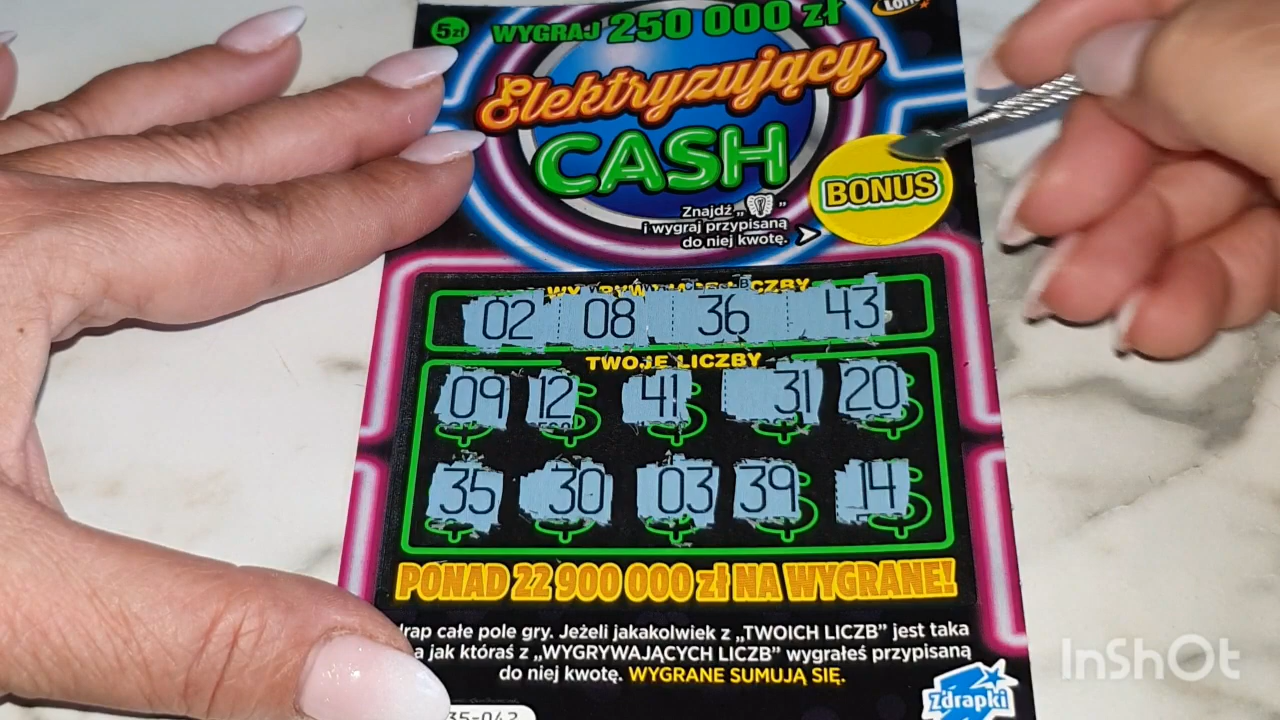 5zł WYGRAJ 250 000 zł
Elektryzujący
CASH
BONUS
Znajdź „ ”
i wygraj przypisaną
do niej kwotę.
02 08 36 43
TWOJE LICZBY
09 12 41 31 20
35 30 03 39 14
PONAD 22 900 000 zł NA WYGRANE!
całe pole gry. Jeżeli jakakolwiek z „TWOICH LICZB” jest taka
a jak któraś z „WYGRYWAJĄCYCH LICZB” wygrałeś przypisaną
do niej kwotę. WYGRANE SUMUJĄ SIĘ.
Zdrapki
35-042
InShOt